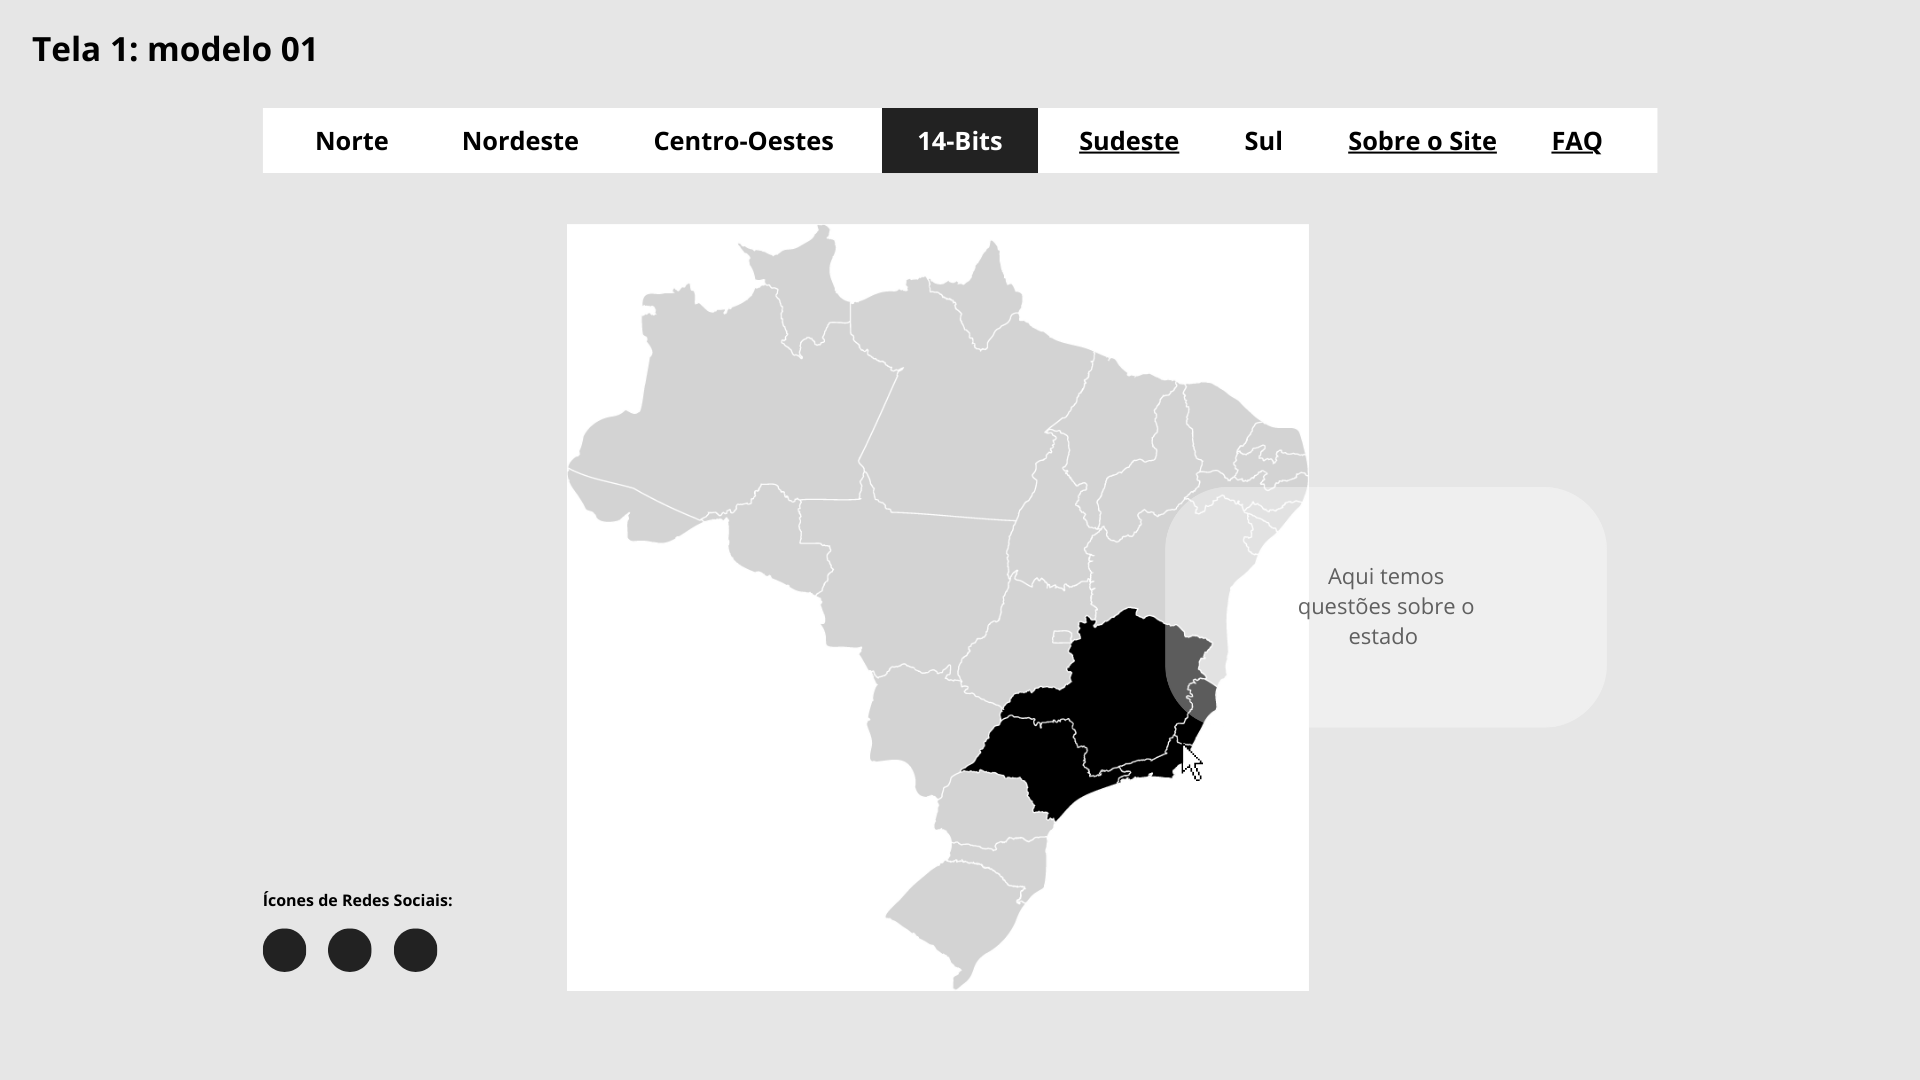 Tela 1: modelo 01
Norte Nordeste Centro-Oestes 14-Bits Sudeste Sul Sobre o Site FAQ
Aqui temos
questões sobre o
estado
Ícones de Redes Sociais: